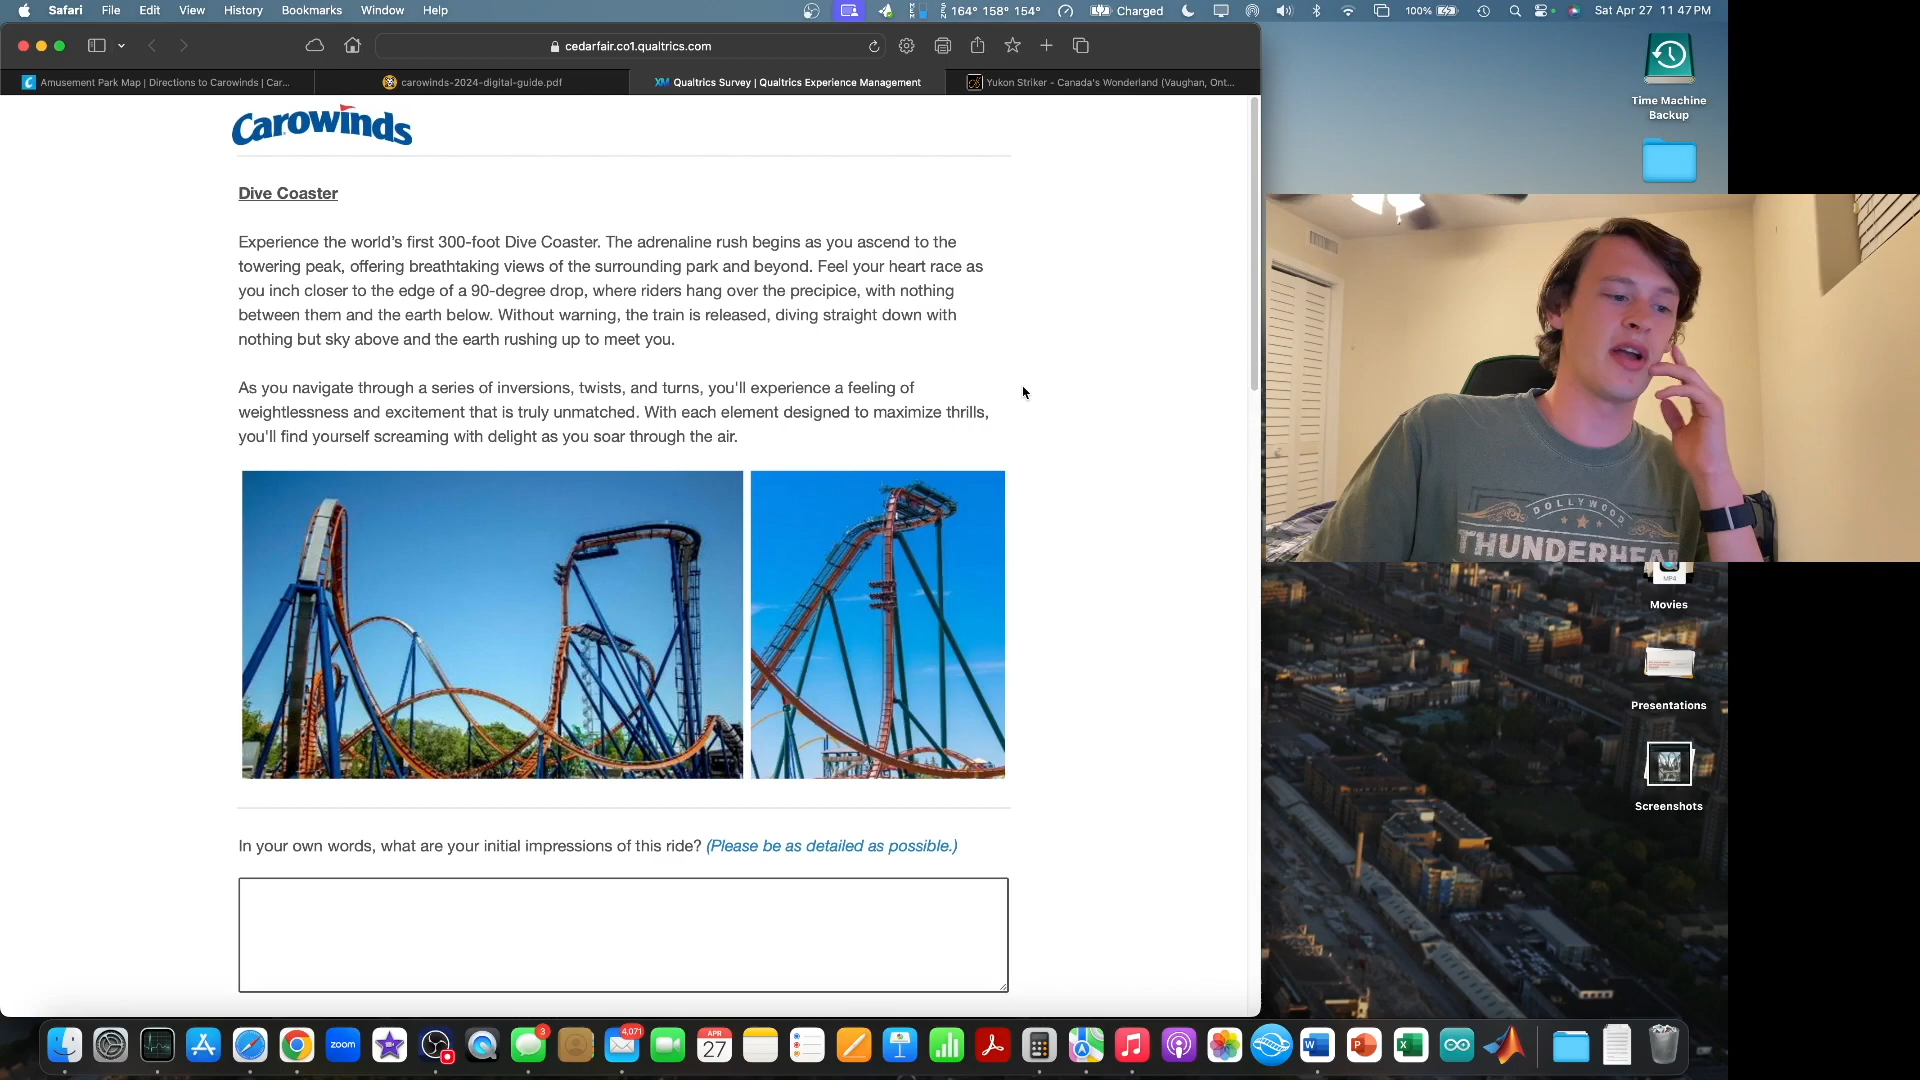 Safari File Edit View History Bookmarks Window Help
164° 158° 154° Charged 100% Sat Apr 27 11:47 PM
cedarfair.co1.qualtrics.com
Amusement Park Map | Directions to Carowinds | Car...
carowinds-2024-digital-guide.pdf
XM Qualtrics Survey | Qualtrics Experience Management
Yukon Striker - Canada's Wonderland (Vaughan, Ont...
Carowinds
Dive Coaster
Experience the world's first 300-foot Dive Coaster. The adrenaline rush begins as you ascend to the
towering peak, offering breathtaking views of the surrounding park and beyond. Feel your heart race as
you inch closer to the edge of a 90-degree drop, where riders hang over the precipice, with nothing
between them and the earth below. Without warning, the train is released, diving straight down with
nothing but sky above and the earth rushing up to meet you.
As you navigate through a series of inversions, twists, and turns, you'll experience a feeling of
weightlessness and excitement that is truly unmatched. With each element designed to maximize thrills,
you'll find yourself screaming with delight as you soar through the air.
In your own words, what are your initial impressions of this ride? (Please be as detailed as possible.)
Time Machine
Backup
DOLLYWOOD
THUNDERHEA
MP4
Movies
Presentations
Screenshots
zoom
3
4,071
APR
27
W
P
X